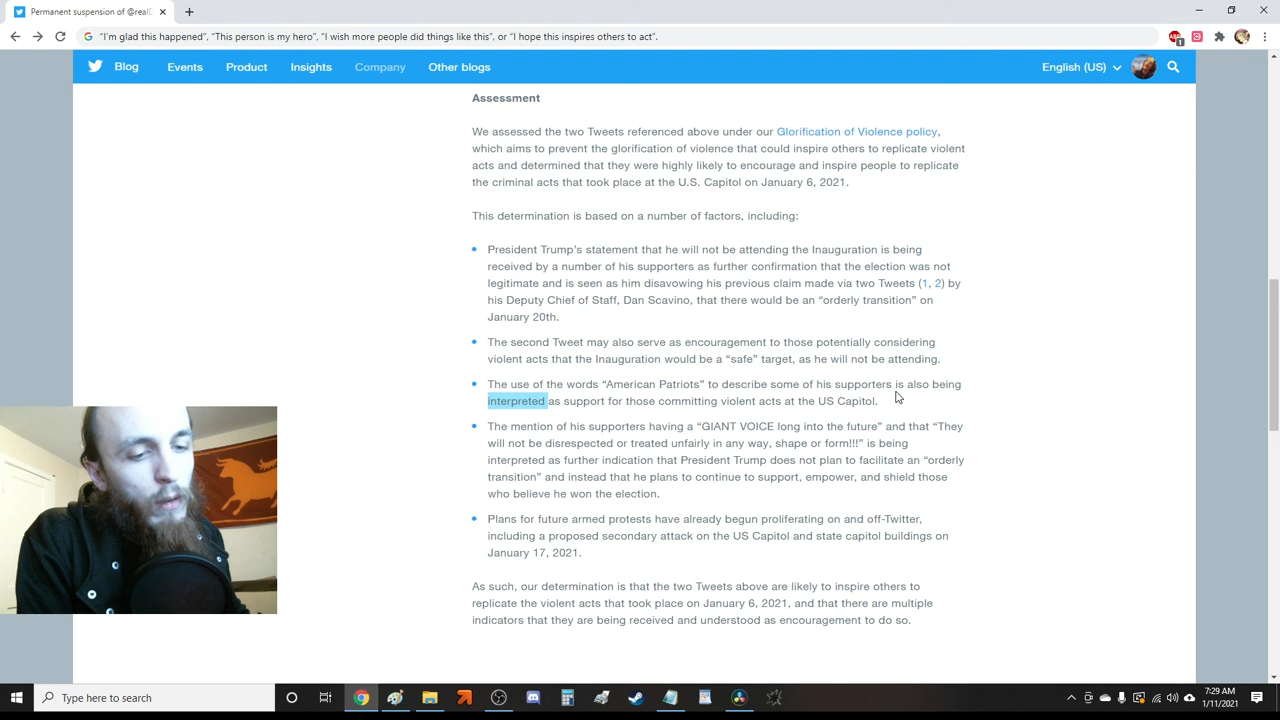 Permanent suspension of @realD
"I'm glad this happened", "This person is my hero", "I wish more people did things like this", or "I hope this inspires others to act".
1
Blog Events Product Insights Company Other blogs English (US)
Assessment
We assessed the two Tweets referenced above under our Glorification of Violence policy,
which aims to prevent the glorification of violence that could inspire others to replicate violent
acts and determined that they were highly likely to encourage and inspire people to replicate
the criminal acts that took place at the U.S. Capitol on January 6, 2021.
This determination is based on a number of factors, including:
President Trump's statement that he will not be attending the Inauguration is being
received by a number of his supporters as further confirmation that the election was not
legitimate and is seen as him disavowing his previous claim made via two Tweets (1, 2) by
his Deputy Chief of Staff, Dan Scavino, that there would be an “orderly transition” on
January 20th.
The second Tweet may also serve as encouragement to those potentially considering
violent acts that the Inauguration would be a “safe” target, as he will not be attending.
The use of the words “American Patriots” to describe some of his supporters is also being
interpreted as support for those committing violent acts at the US Capitol.
The mention of his supporters having a “GIANT VOICE long into the future” and that “They
will not be disrespected or treated unfairly in any way, shape or form!!!” is being
interpreted as further indication that President Trump does not plan to facilitate an “orderly
transition” and instead that he plans to continue to support, empower, and shield those
who believe he won the election.
Plans for future armed protests have already begun proliferating on and off-Twitter,
including a proposed secondary attack on the US Capitol and state capitol buildings on
January 17, 2021.
As such, our determination is that the two Tweets above are likely to inspire others to
replicate the violent acts that took place on January 6, 2021, and that there are multiple
indicators that they are being received and understood as encouragement to do so.
Type here to search
7:29 AM
1/11/2021